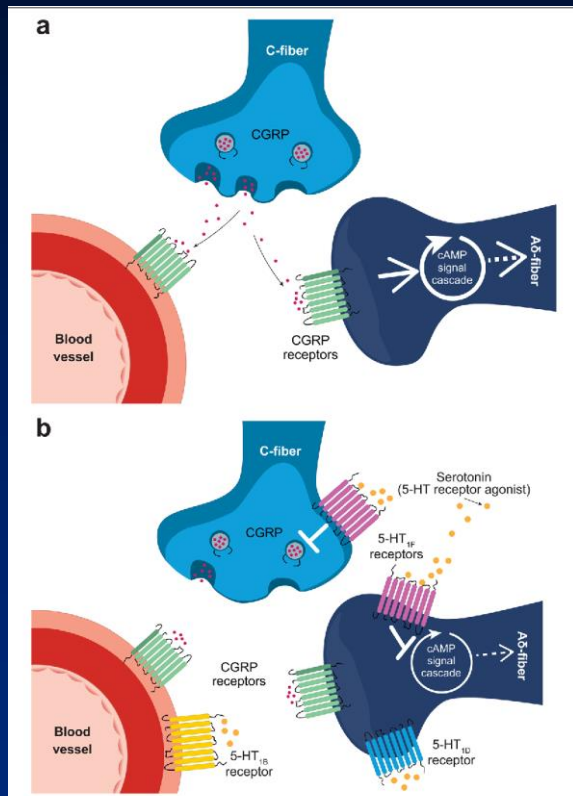 a
C-fiber
CGRP
Blood
vessel
CGRP
receptors
cAMP
signal
cascade
Aδ-fiber
b
C-fiber
CGRP
Serotonin
(5-HT receptor agonist)
5-HT1F
receptors
cAMP
signal
cascade
Aδ-fiber
CGRP
receptors
Blood
vessel
5-HT1B
receptor
5-HT1D
receptor